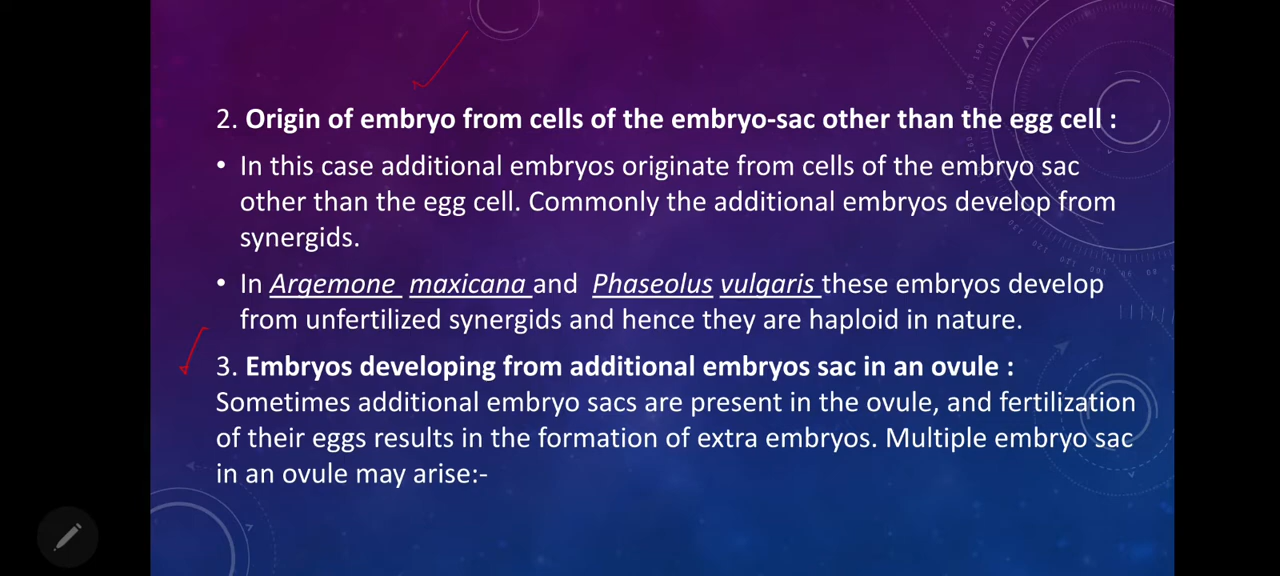 2. Origin of embryo from cells of the embryo-sac other than the egg cell :
• In this case additional embryos originate from cells of the embryo sac
other than the egg cell. Commonly the additional embryos develop from
synergids.
• In Argemone maxicana and Phaseolus vulgaris these embryos develop
from unfertilized synergids and hence they are haploid in nature.
3. Embryos developing from additional embryos sac in an ovule :
Sometimes additional embryo sacs are present in the ovule, and fertilization
of their eggs results in the formation of extra embryos. Multiple embryo sac
in an ovule may arise:-